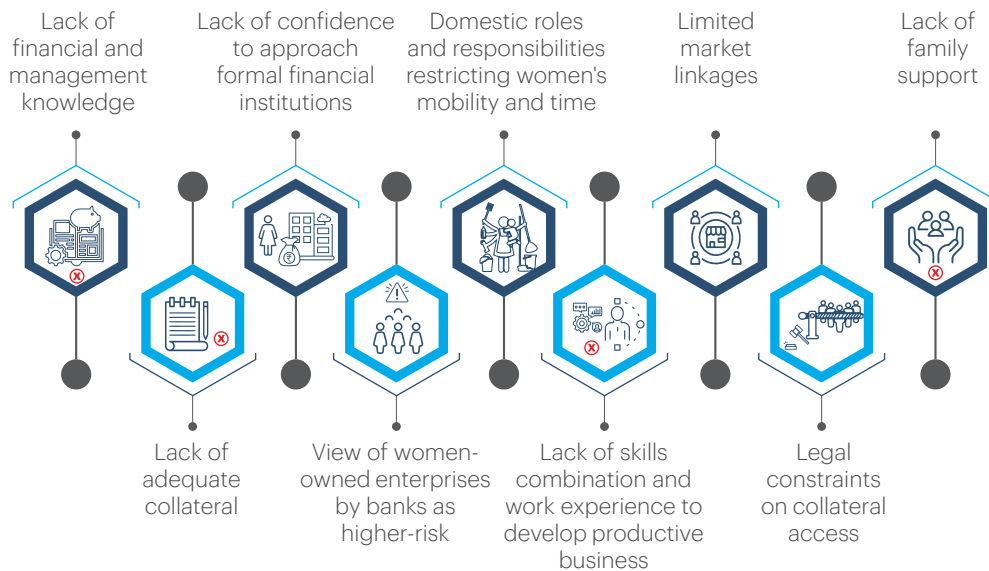 Lack of
financial and
management
knowledge
Lack of confidence
to approach
formal financial
institutions
Domestic roles
and responsibilities
restricting women's
mobility and time
Limited
market
linkages
Lack of
family
support
X
₹
X
X
X
Lack of
adequate
collateral
View of women-
owned enterprises
by banks as
higher-risk
Lack of skills
combination and
work experience to
develop productive
business
Legal
constraints
on collateral
access